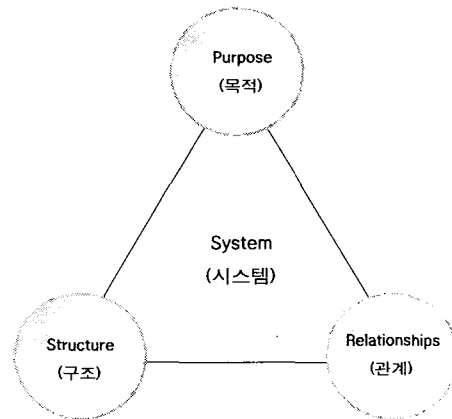 Purpose
(목적)
System
(시스템)
Structure
(구조)
Relationships
(관계)